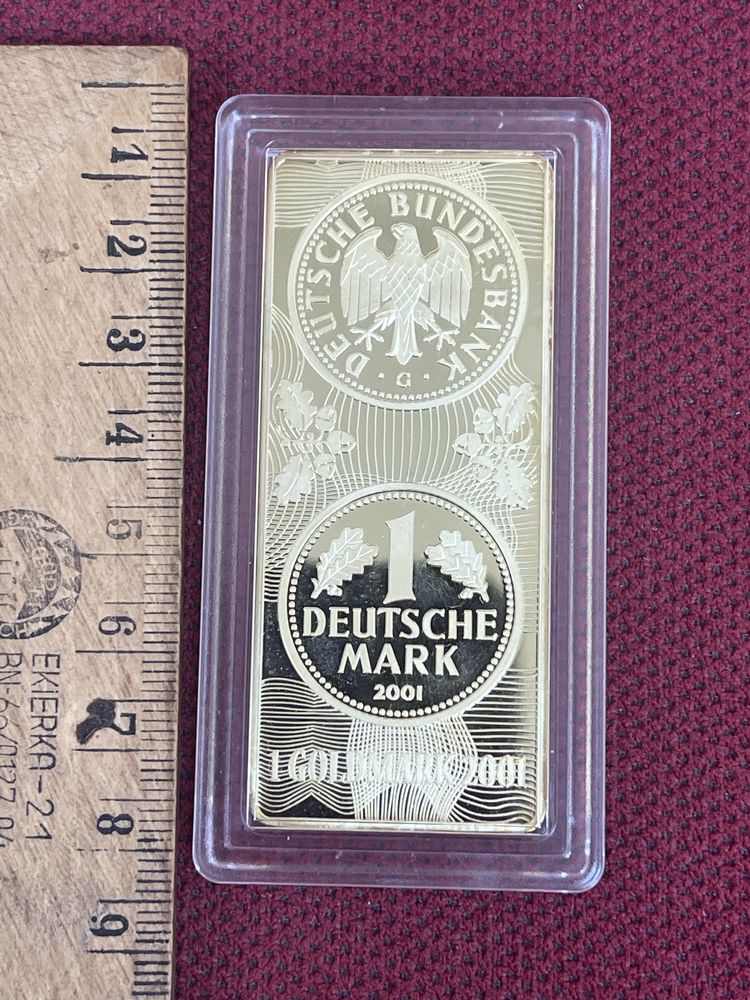 DEUTSCHE BUNDESBANK
· G ·
1
DEUTSCHE
MARK
2001
1 GOLDMARK 2001
1
2
3
4
5
6
7
8
9
EKIERKA-21